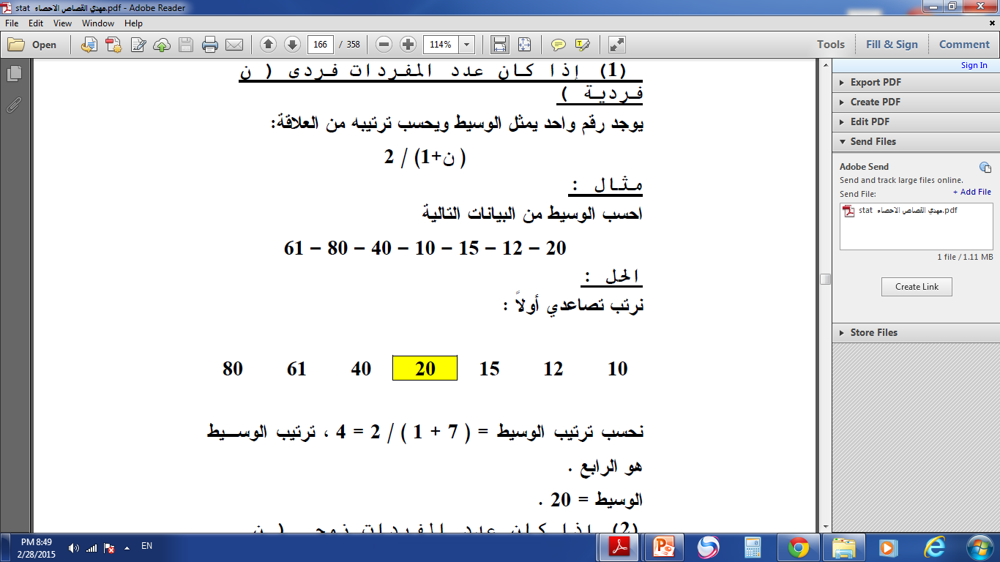 stat مهدي القصاص الاحصاء.pdf - Adobe Reader
File Edit View Window Help
Open 166 / 358 114% Tools Fill & Sign Comment
Sign In
(1) إذا كان عدد المفردات فردى ( ن
فردية )
يوجد رقم واحد يمثل الوسيط ويحسب ترتيبه من العلاقة:
( ن+1) / 2
مثال :
احسب الوسيط من البيانات التالية
20 – 12 – 15 – 10 – 40 – 80 – 61
الحل :
نرتب تصاعدي أولاً :
10 12 15 20 40 61 80
نحسب ترتيب الوسيط = ( 7 + 1 ) / 2 = 4 ، ترتيب الوســـيط
هو الرابع .
الوسيط = 20 .
(2) إذا كان عدد المفردات زوجي ( ن
Export PDF
Create PDF
Edit PDF
Send Files
Adobe Send
Send and track large files online.
Send File:
+ Add File
stat مهدي القصاص الاحصاء.pdf
1 file / 1.11 MB
Create Link
Store Files
PM 8:49
2/28/2015
EN